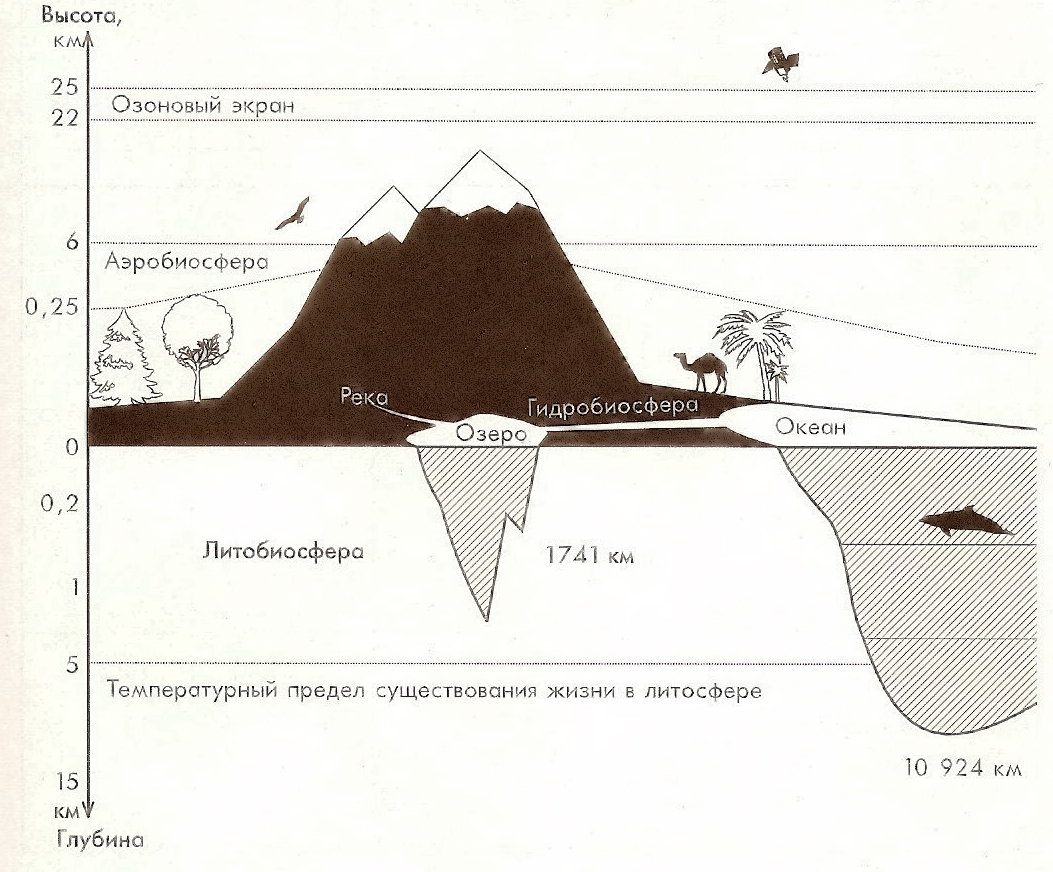 Высота,
км
25
Озоновый экран
22
6
Аэробиосфера
0,25
Река
Гидробиосфера
Озеро
Океан
0
0,2
Литобиосфера
1741 км
1
5
Температурный предел существования жизни в литосфере
10 924 км
15
км
Глубина